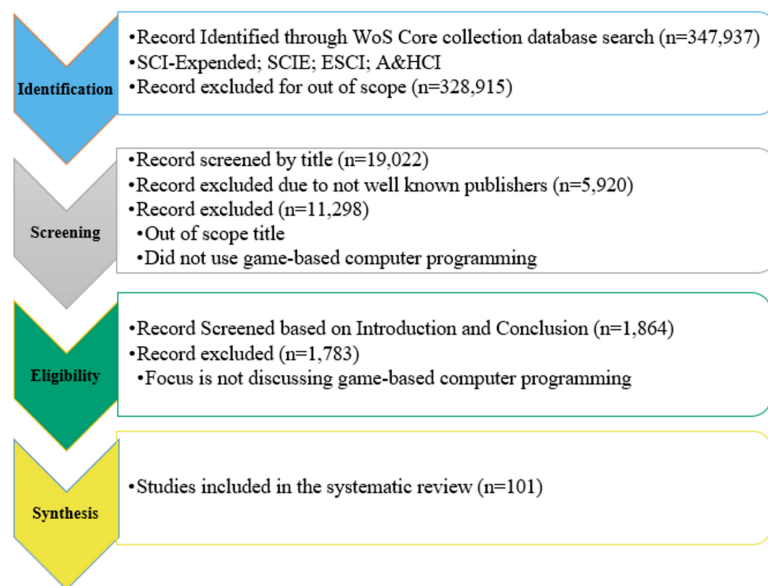 Identification
•Record Identified through WoS Core collection database search (n=347,937)
•SCI-Expended; SCIE; ESCI; A&HCI
•Record excluded for out of scope (n=328,915)
Screening
•Record screened by title (n=19,022)
•Record excluded due to not well known publishers (n=5,920)
•Record excluded (n=11,298)
•Out of scope title
•Did not use game-based computer programming
Eligibility
•Record Screened based on Introduction and Conclusion (n=1,864)
•Record excluded (n=1,783)
•Focus is not discussing game-based computer programming
Synthesis
•Studies included in the systematic review (n=101)